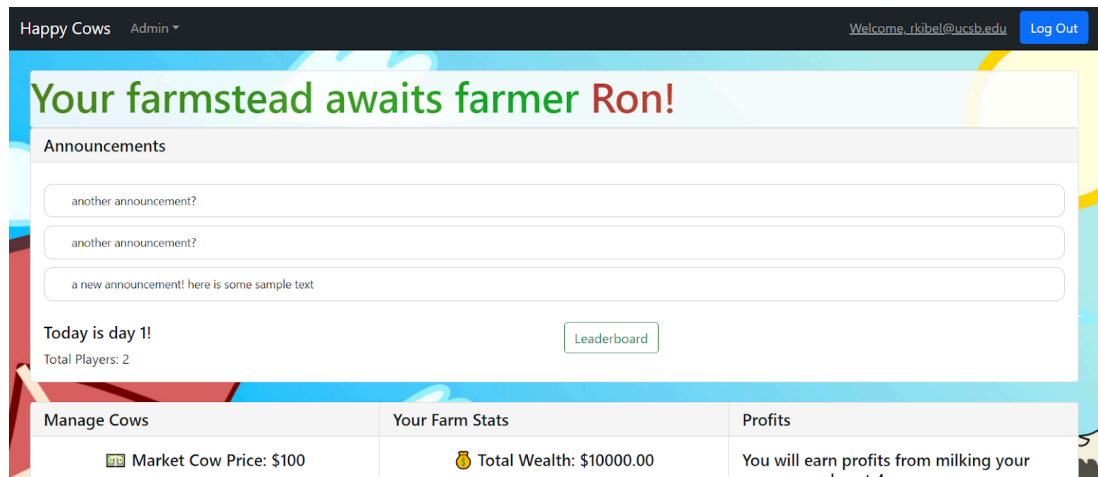 Happy Cows Admin Welcome, rkibel@ucsb.edu Log Out
Your farmstead awaits farmer Ron!
Announcements
another announcement?
another announcement?
a new announcement! here is some sample text
Today is day 1!
Leaderboard
Total Players: 2
Manage Cows Your Farm Stats Profits
Market Cow Price: $100 Total Wealth: $10000.00 You will earn profits from milking your